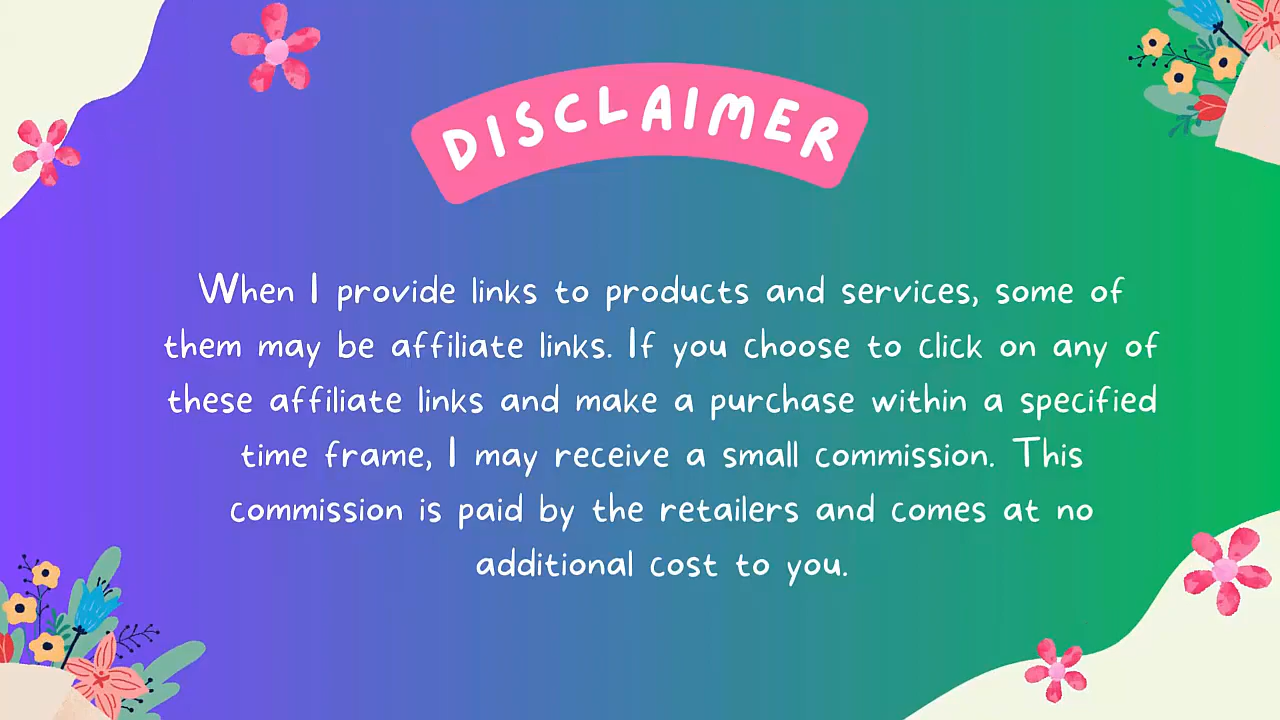 DISCLAIMER
When I provide links to products and services, some of
them may be affiliate links. If you choose to click on any of
these affiliate links and make a purchase within a specified
time frame, I may receive a small commission. This
commission is paid by the retailers and comes at no
additional cost to you.